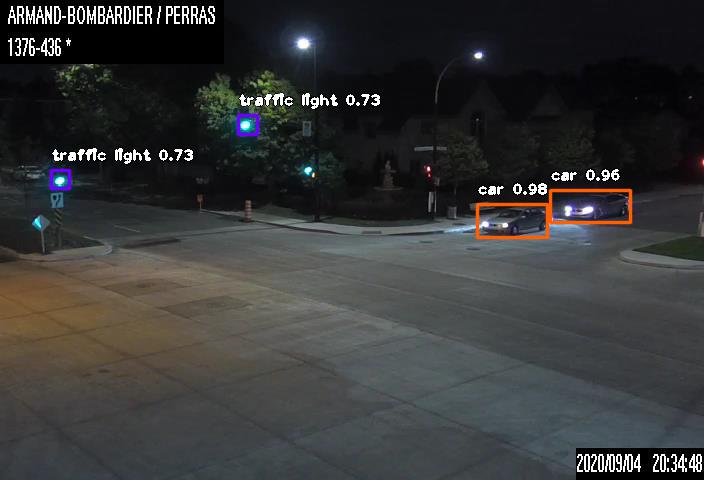 ARMAND-BOMBARDIER / PERRAS
1376-436 *
traffic light 0.73
traffic light 0.73
car 0.96
car 0.98
2020/09/04 20:34:48